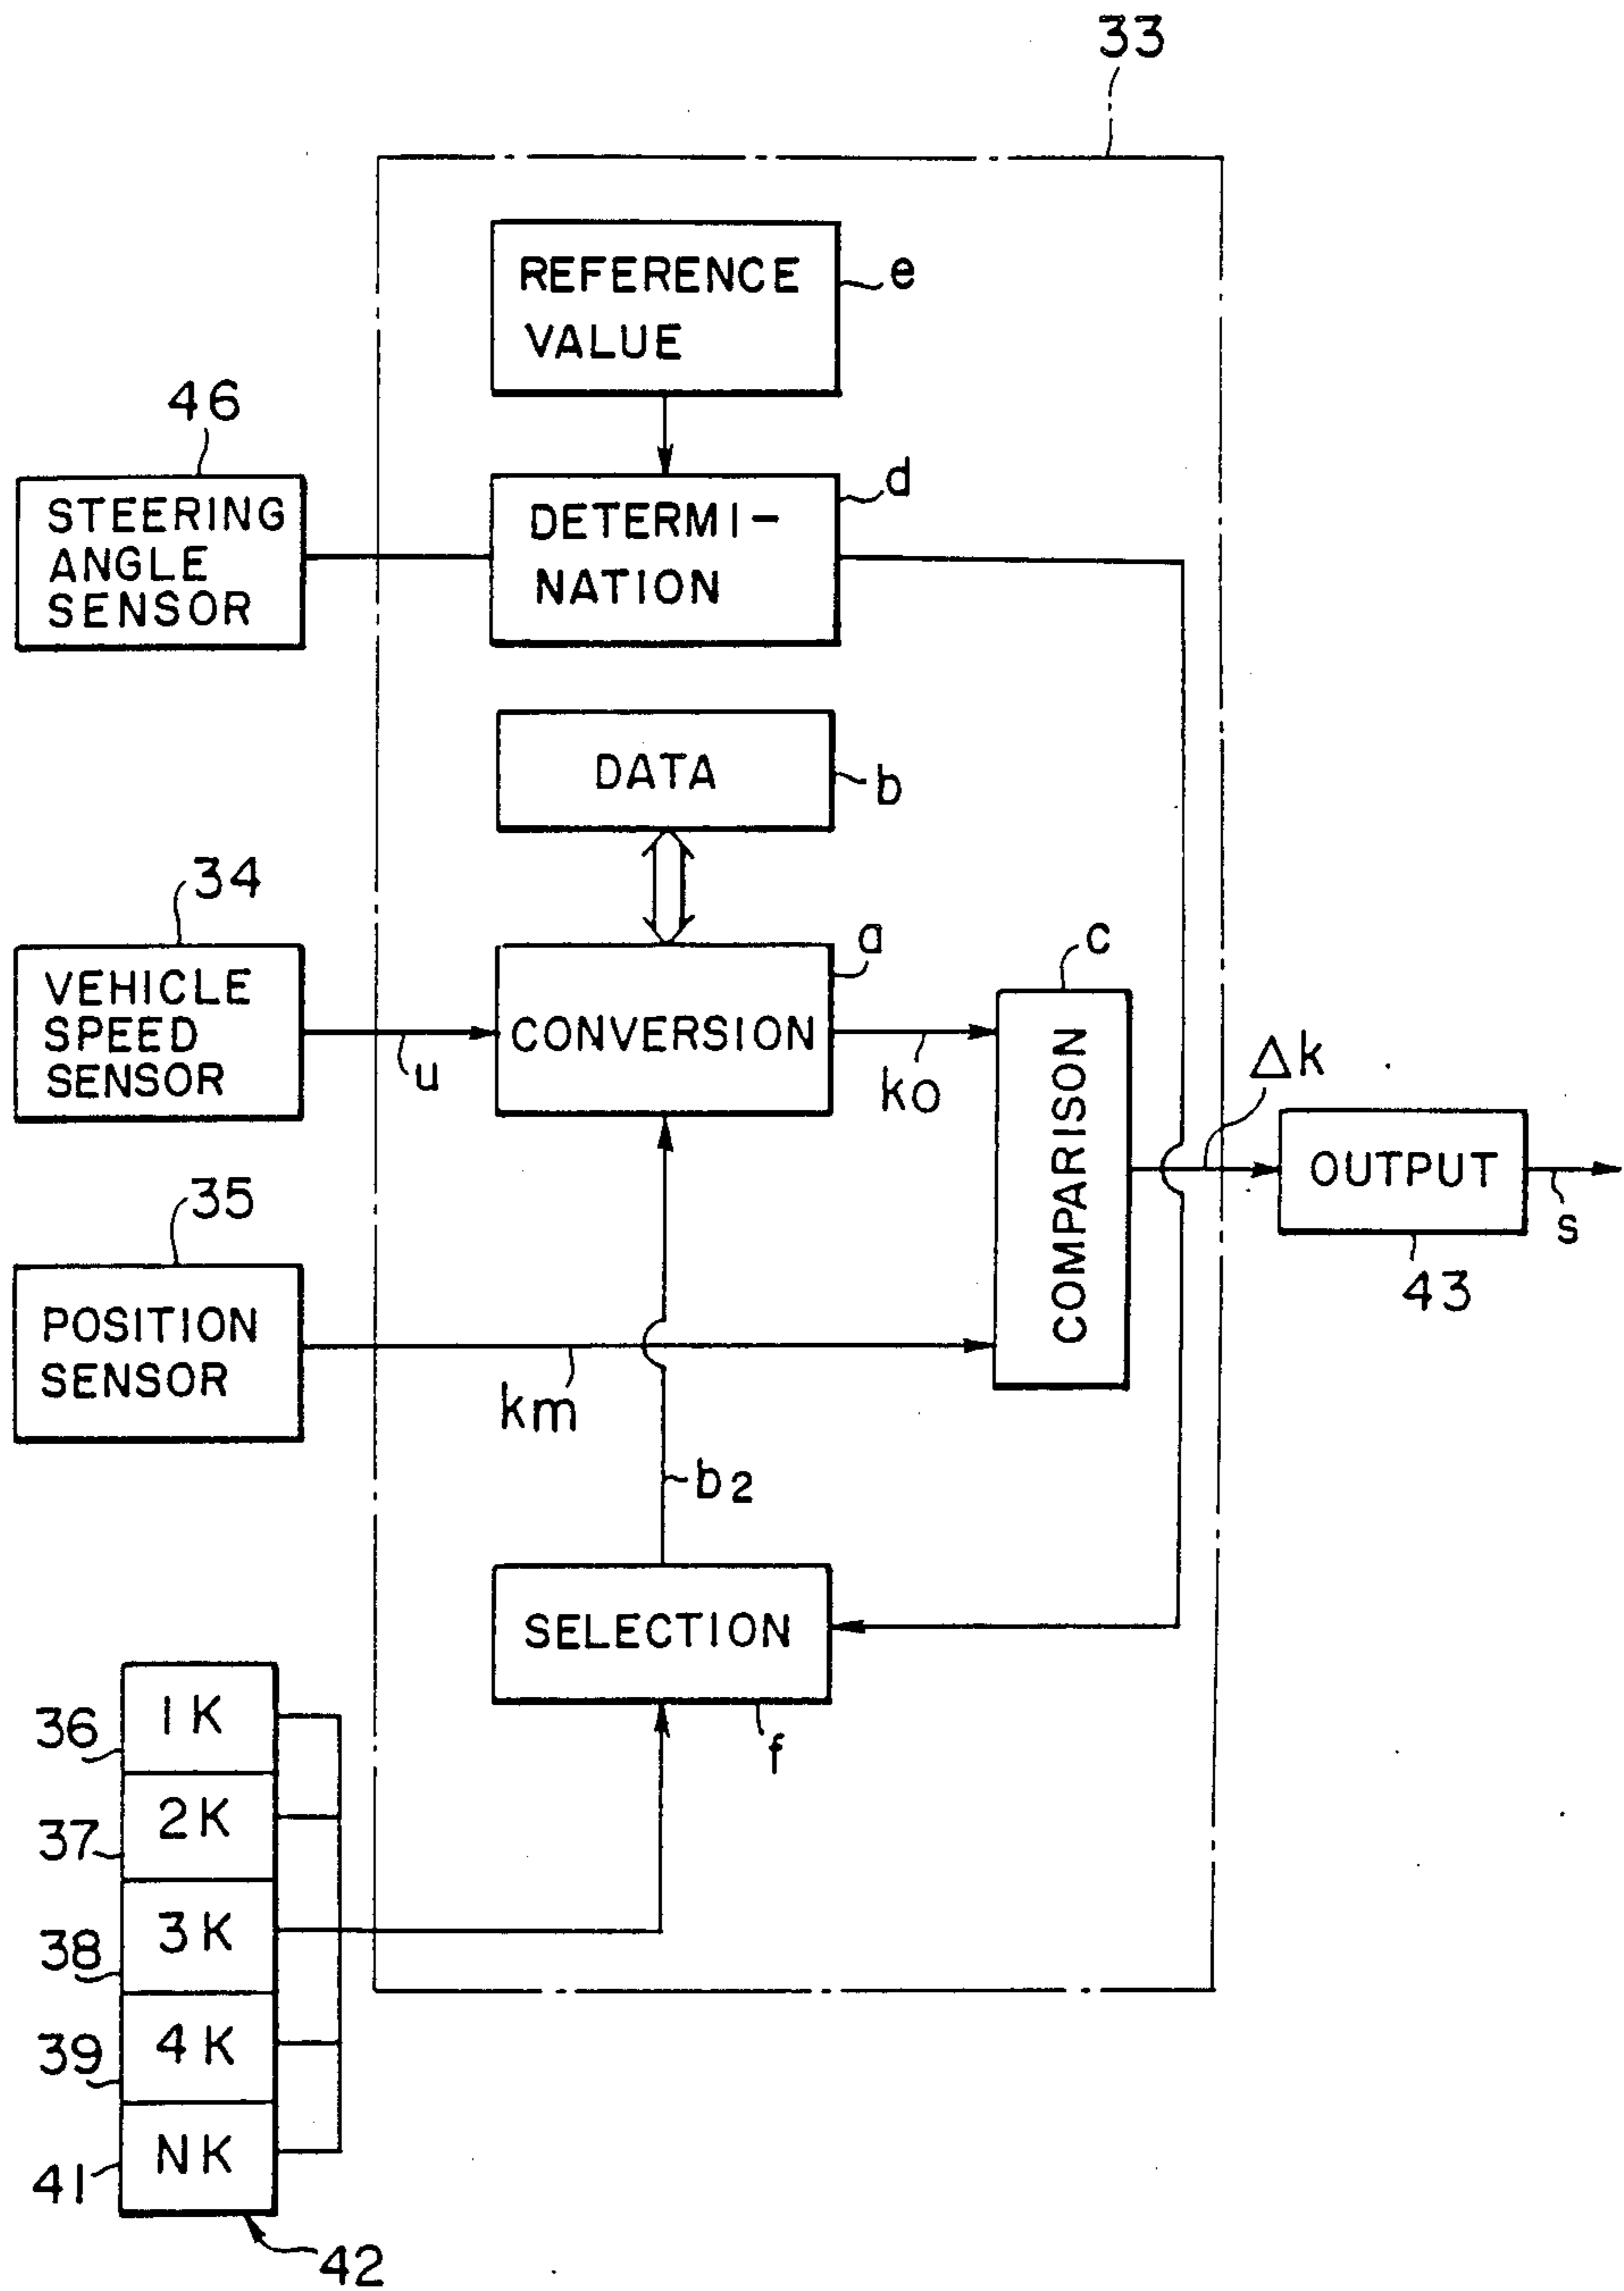 33
REFERENCE
VALUE
e
46
STEERING
ANGLE
SENSOR
DETERMI-
NATION
d
DATA
b
34
VEHICLE
SPEED
SENSOR
u
CONVERSION
a
ko
c
COMPARISON
Δk
OUTPUT
s
43
35
POSITION
SENSOR
km
b2
SELECTION
f
36
1K
37
2K
38
3K
39
4K
41
NK
42